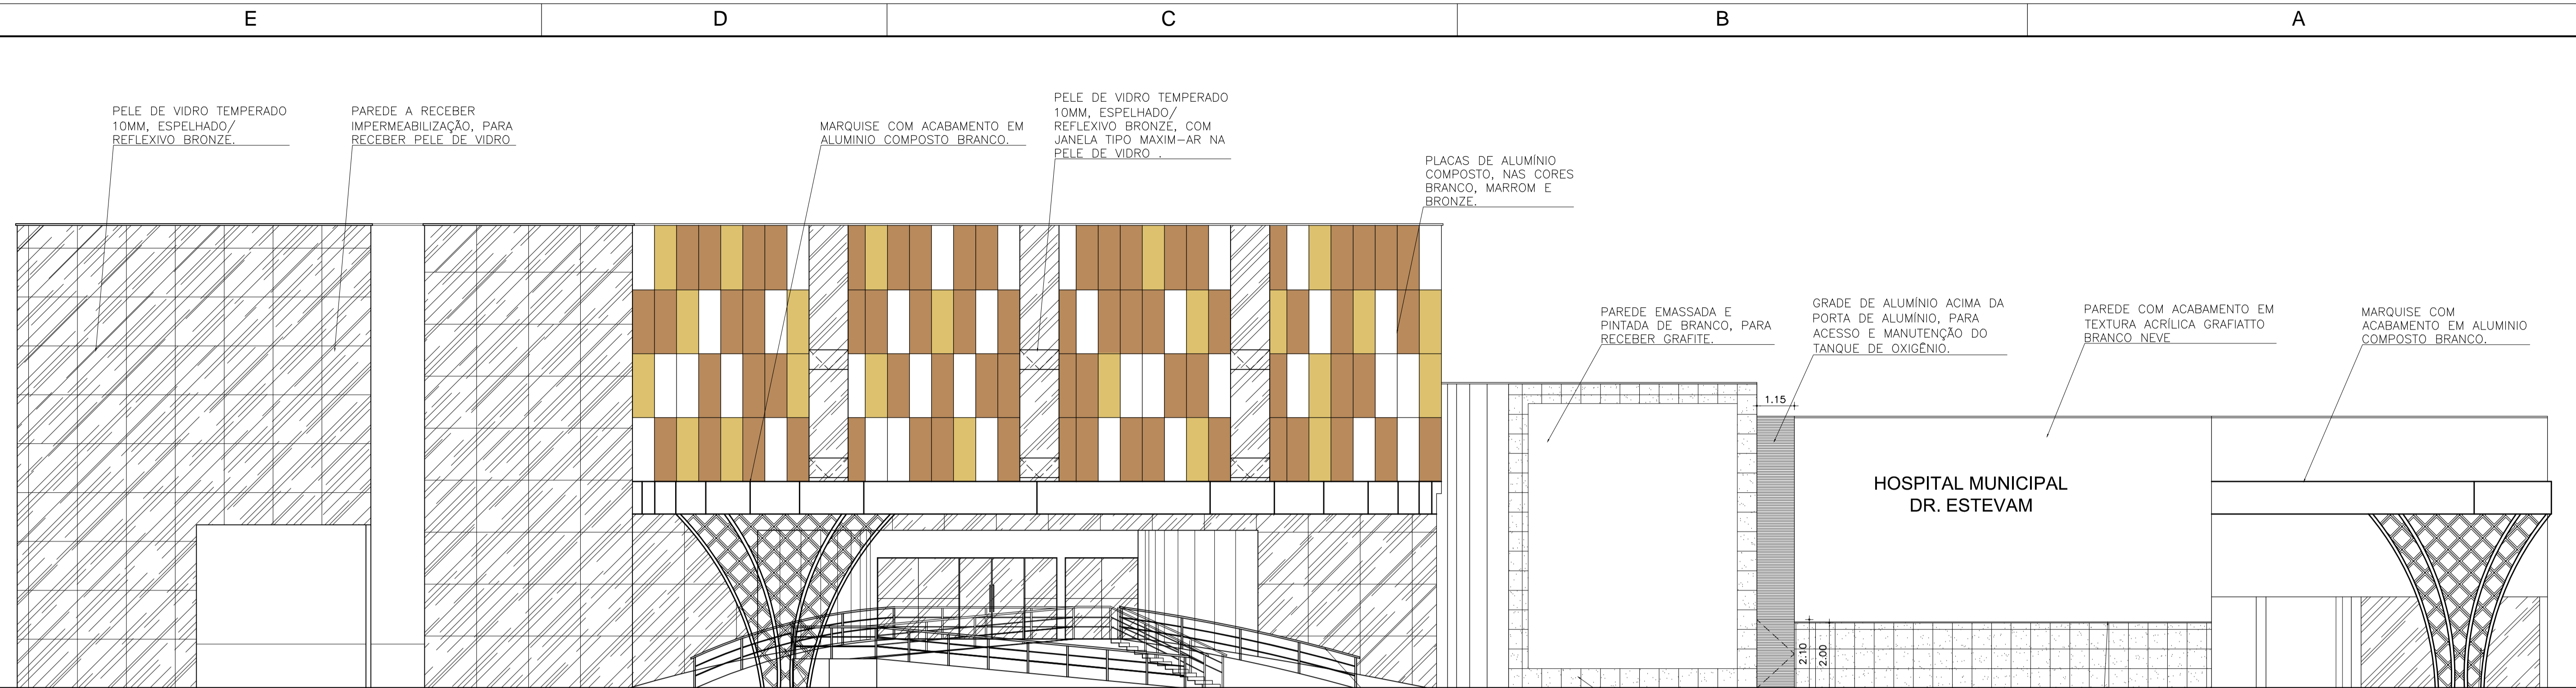 E
D
C
B
A
PELE DE VIDRO TEMPERADO
10MM, ESPELHADO/
REFLEXIVO BRONZE.
PAREDE A RECEBER
IMPERMEABILIZAÇÃO, PARA
RECEBER PELE DE VIDRO
MARQUISE COM ACABAMENTO EM
ALUMINIO COMPOSTO BRANCO.
PELE DE VIDRO TEMPERADO
10MM, ESPELHADO/
REFLEXIVO BRONZE, COM
JANELA TIPO MAXIM-AR NA
PELE DE VIDRO .
PLACAS DE ALUMÍNIO
COMPOSTO, NAS CORES
BRANCO, MARROM E
BRONZE.
PAREDE EMASSADA E
PINTADA DE BRANCO, PARA
RECEBER GRAFITE.
GRADE DE ALUMÍNIO ACIMA DA
PORTA DE ALUMÍNIO, PARA
ACESSO E MANUTENÇÃO DO
TANQUE DE OXIGÊNIO.
PAREDE COM ACABAMENTO EM
TEXTURA ACRÍLICA GRAFIATTO
BRANCO NEVE
MARQUISE COM
ACABAMENTO EM ALUMINIO
COMPOSTO BRANCO.
1.15
HOSPITAL MUNICIPAL
DR. ESTEVAM
2.10
2.00